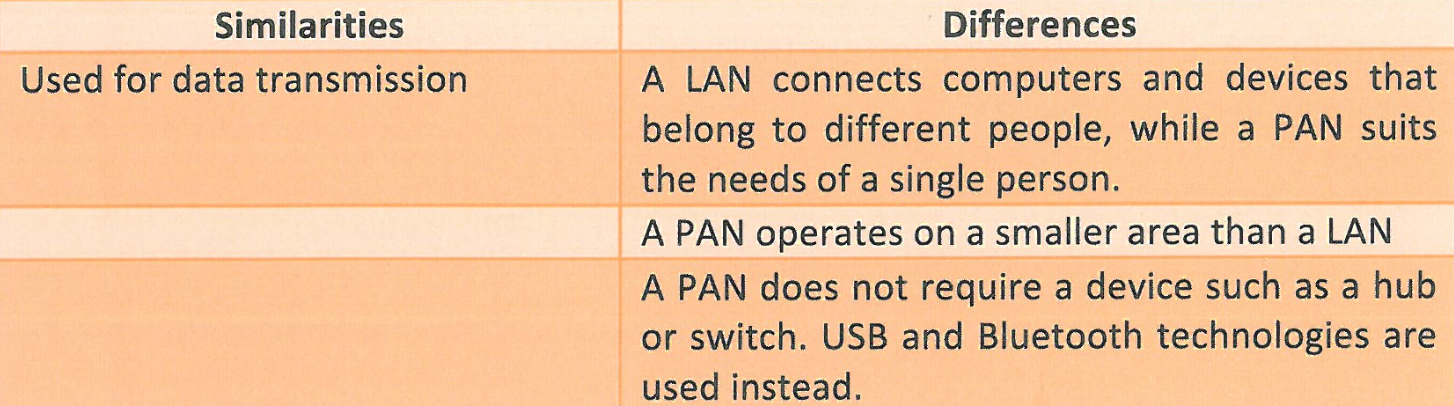 Similarities
Differences
Used for data transmission
A LAN connects computers and devices that
belong to different people, while a PAN suits
the needs of a single person.
A PAN operates on a smaller area than a LAN
A PAN does not require a device such as a hub
or switch. USB and Bluetooth technologies are
used instead.